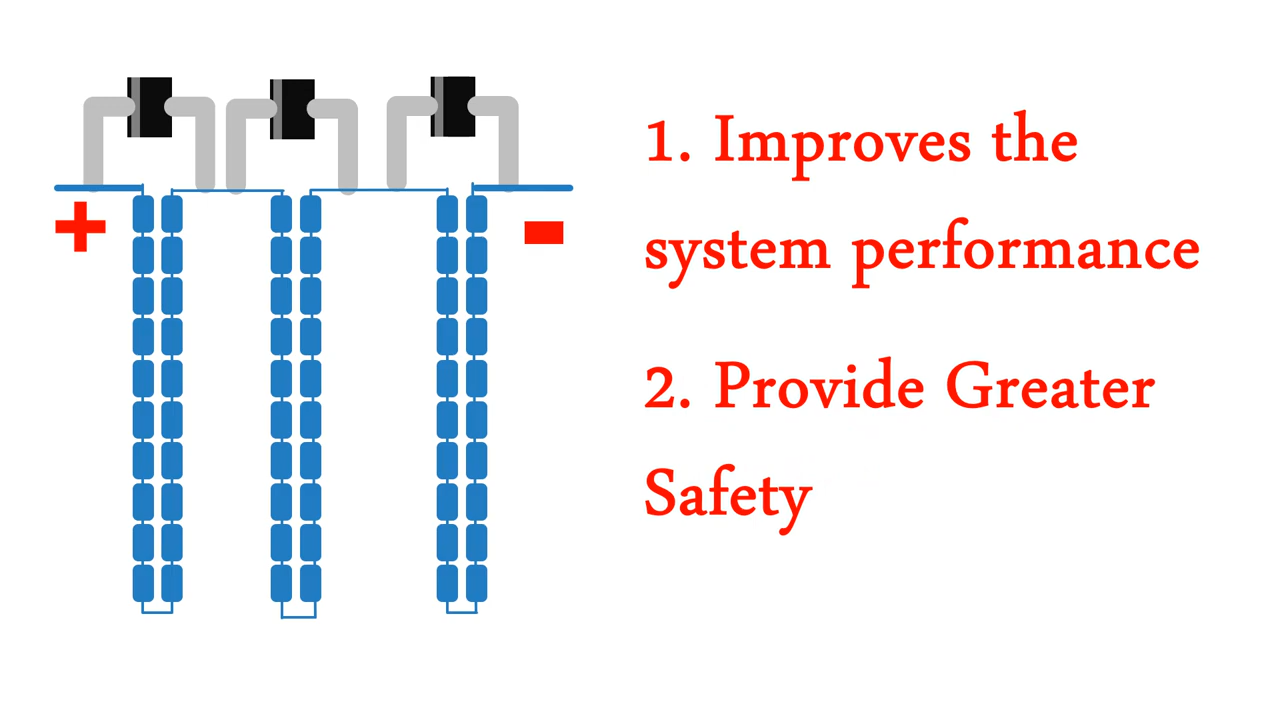 1. Improves the
system performance
2. Provide Greater
Safety
+
-